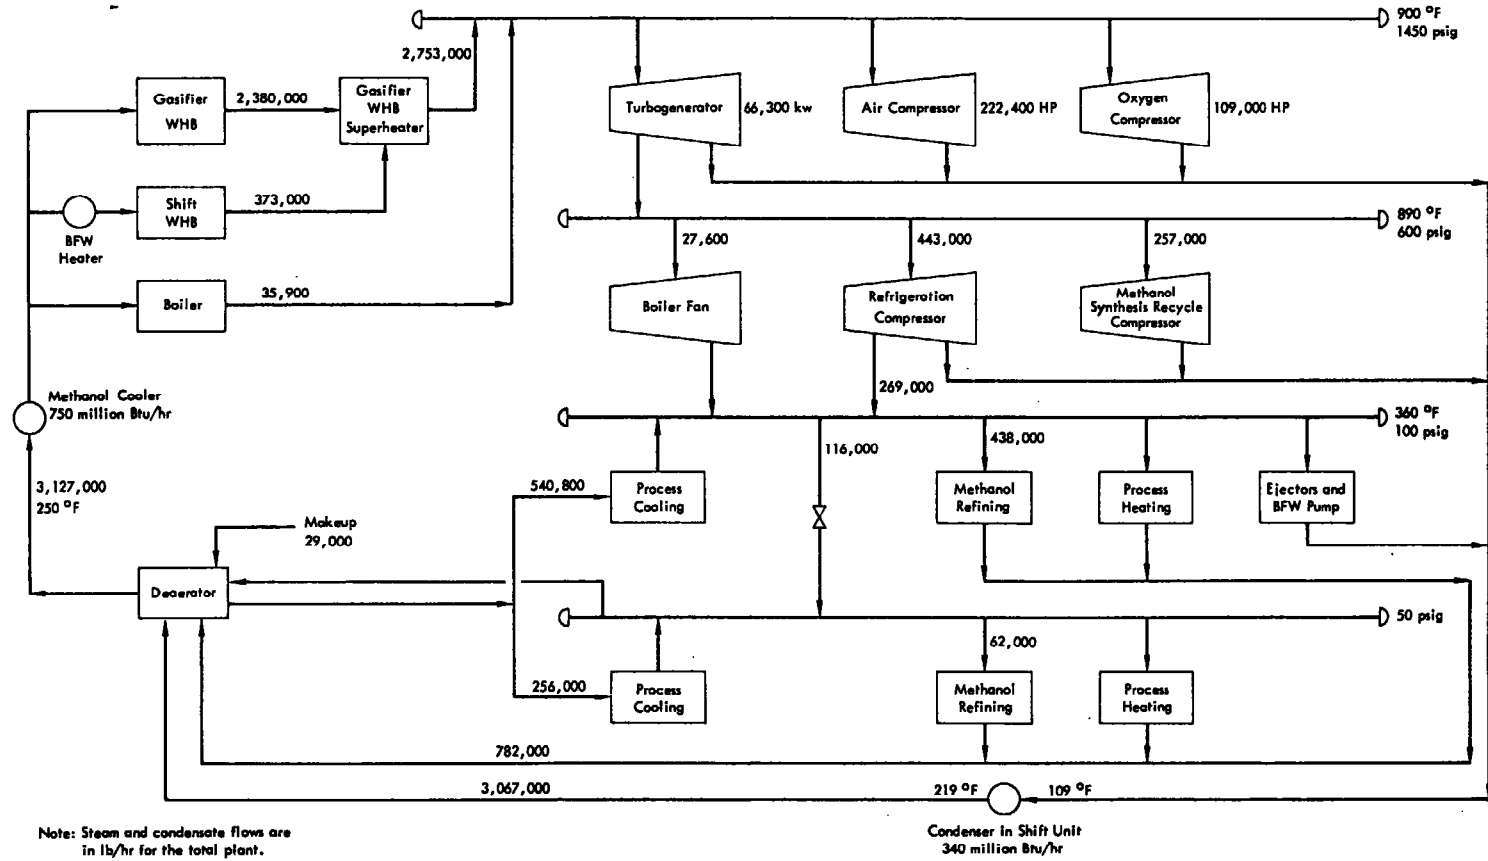 900 °F
1450 psig
2,753,000
Gasifier
WHB
2,380,000
Gasifier
WHB
Superheater
Turbogenerator
66,300 kw
Air Compressor
222,400 HP
Oxygen
Compressor
109,000 HP
Shift
WHB
373,000
BFW
Heater
890 °F
600 psig
27,600
443,000
257,000
Boiler
35,900
Boiler Fan
Refrigeration
Compressor
Methanol
Synthesis Recycle
Compressor
269,000
Methanol Cooler
750 million Btu/hr
360 °F
100 psig
116,000
438,000
3,127,000
250 °F
540,800
Process
Cooling
Methanol
Refining
Process
Heating
Ejectors and
BFW Pump
Makeup
29,000
Deaerator
50 psig
62,000
256,000
Process
Cooling
Methanol
Refining
Process
Heating
782,000
3,067,000
219 °F
109 °F
Condenser in Shift Unit
340 million Btu/hr
Note: Steam and condensate flows are
in lb/hr for the total plant.